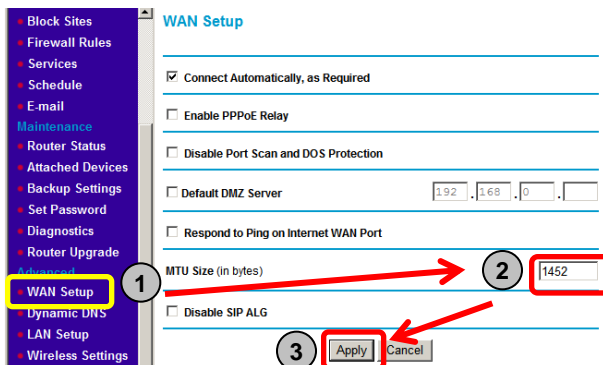 Block Sites
Firewall Rules
Services
Schedule
E-mail
Maintenance
Router Status
Attached Devices
Backup Settings
Set Password
Diagnostics
Router Upgrade
Advanced
WAN Setup
Dynamic DNS
LAN Setup
Wireless Settings
WAN Setup
Connect Automatically, as Required
Enable PPPoE Relay
Disable Port Scan and DOS Protection
Default DMZ Server 192 . 168 . 0 .
Respond to Ping on Internet WAN Port
MTU Size (in bytes) 1452
Disable SIP ALG
Apply Cancel
1
2
3